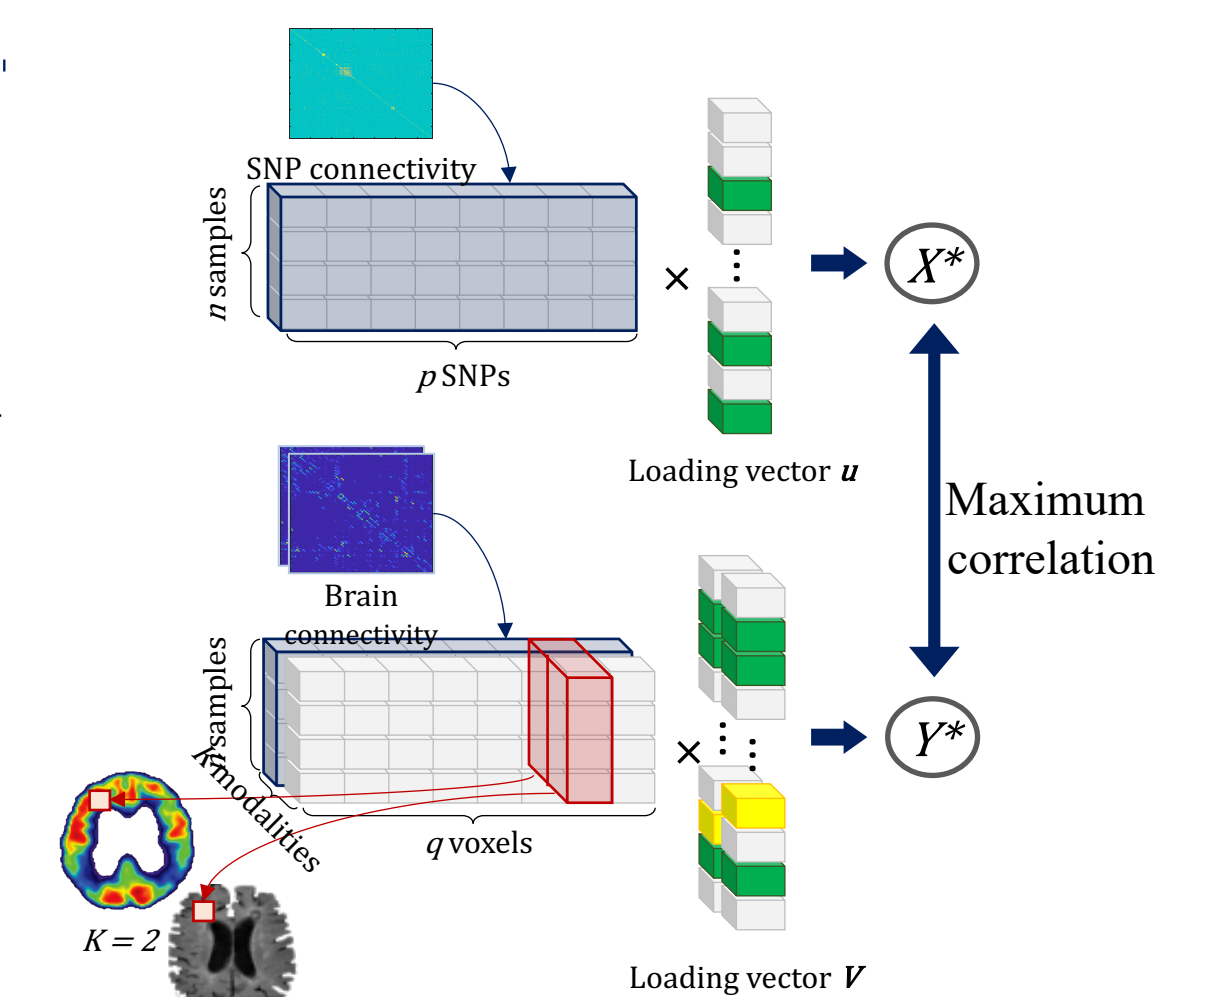 SNP connectivity
n samples
p SNPs
×
X*
Loading vector u
Maximum
correlation
Brain
connectivity
samples
K modalities
q voxels
×
Y*
K = 2
Loading vector V